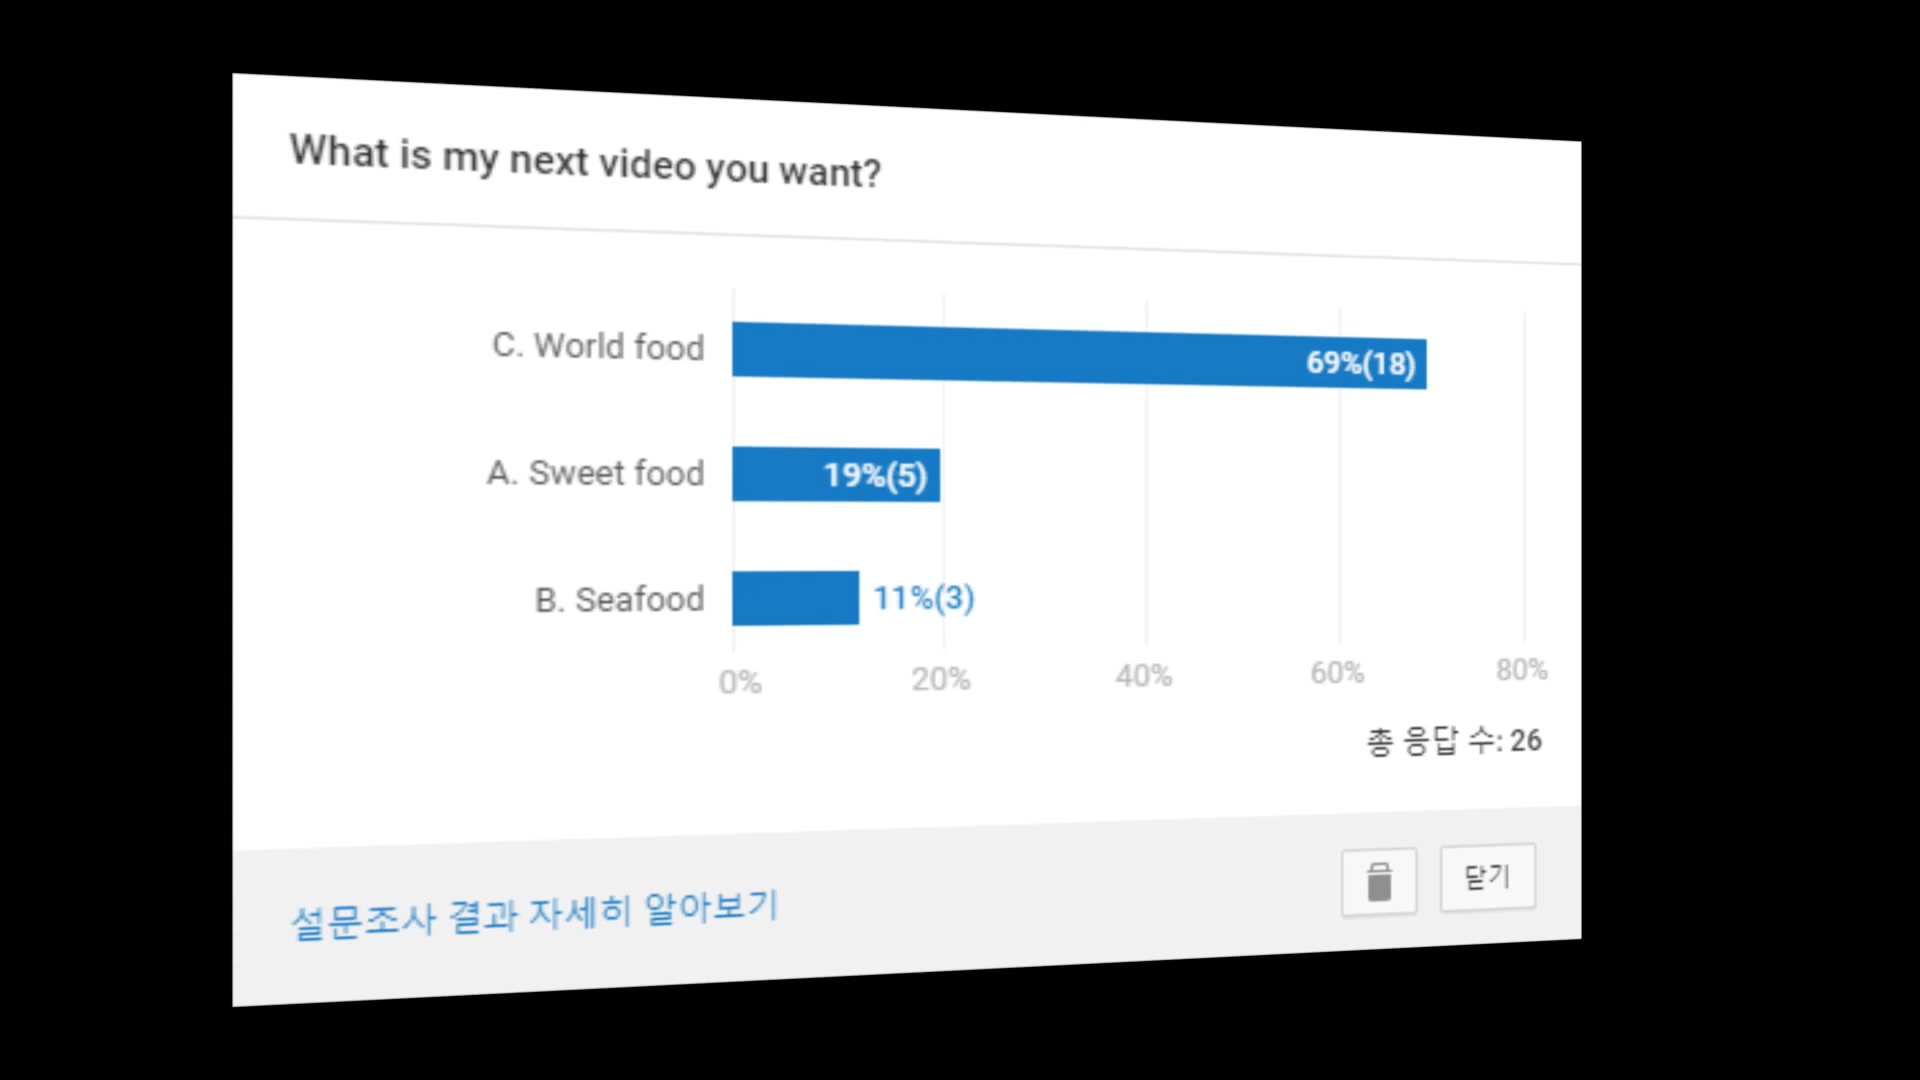 What is my next video you want?
C. World food
69%(18)
A. Sweet food
19%(5)
B. Seafood
11%(3)
0% 20% 40% 60% 80%
총 응답 수: 26
설문조사 결과 자세히 알아보기
닫기